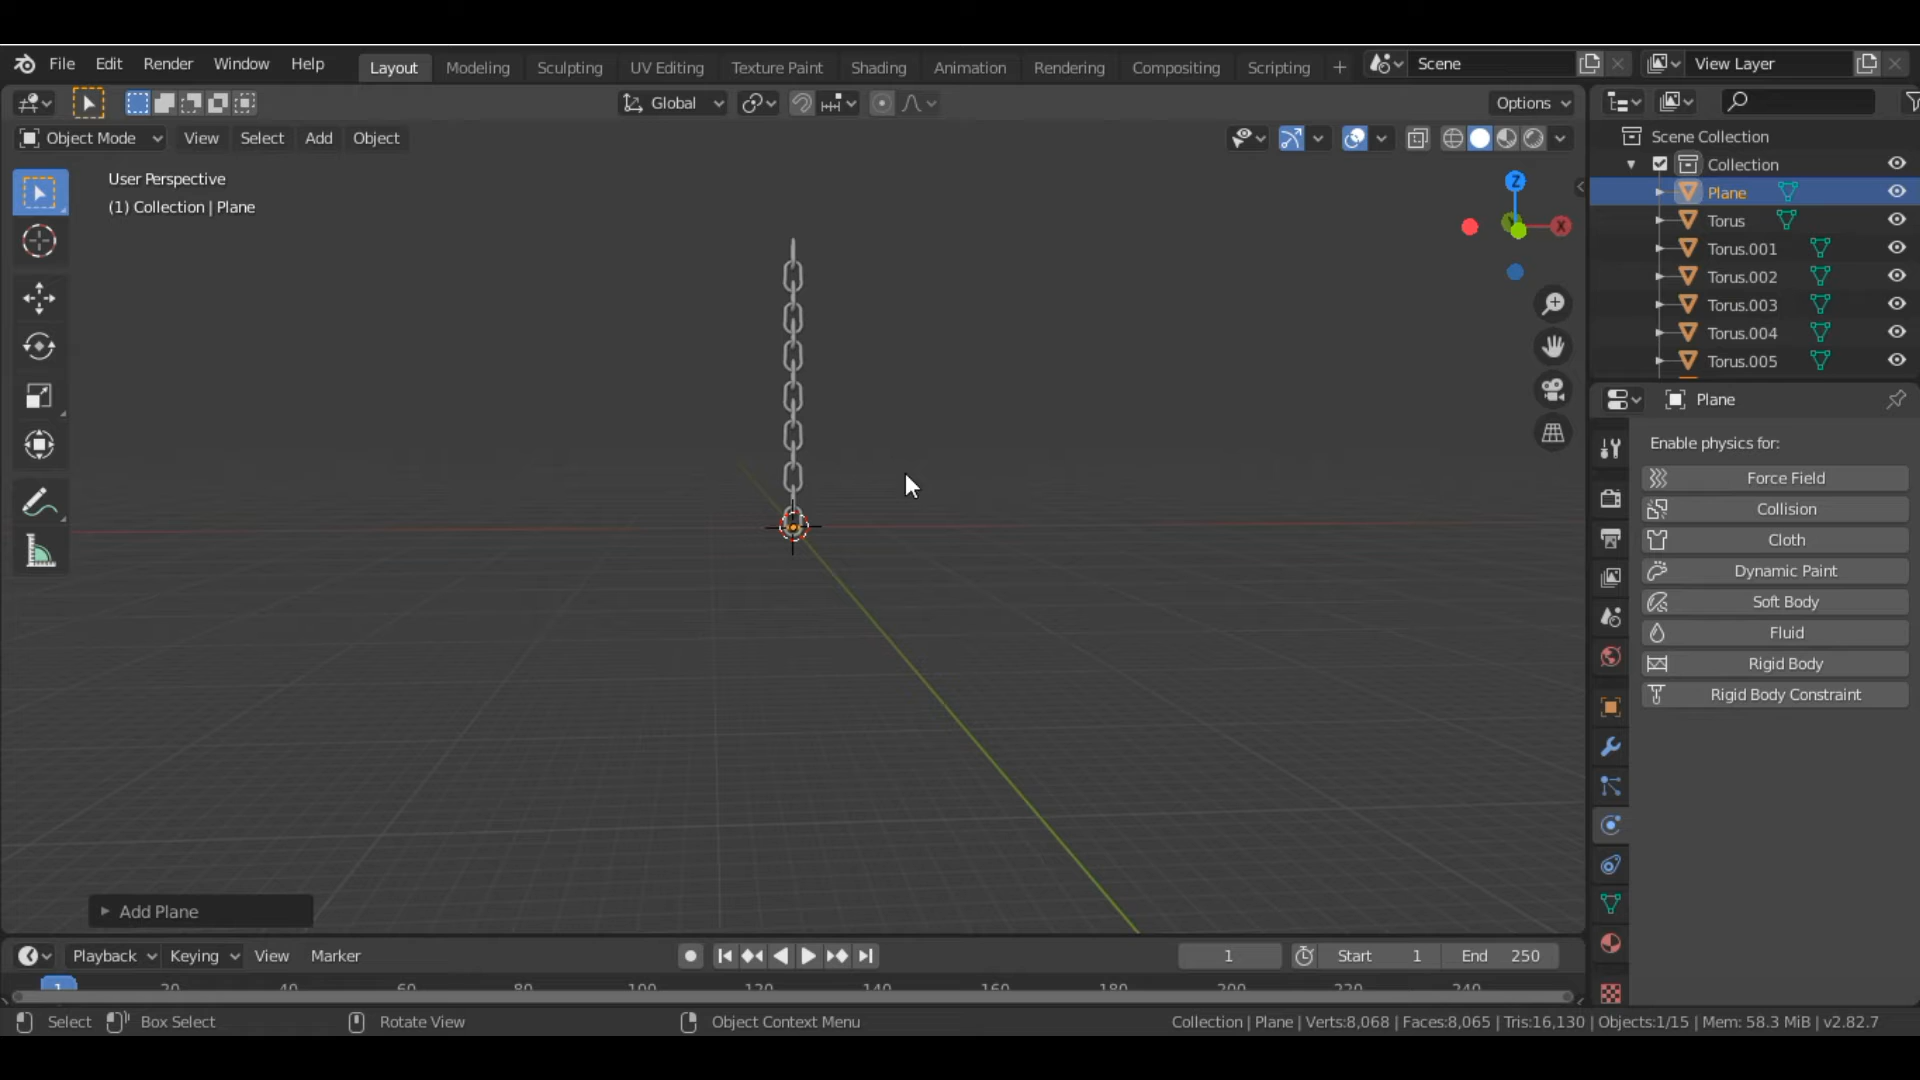 File Edit Render Window Help Layout Modeling Sculpting UV Editing Texture Paint Shading Animation Rendering Compositing Scripting + Scene View Layer
Global Options
Object Mode View Select Add Object
User Perspective
(1) Collection | Plane
Z
X
Scene Collection
Collection
Plane
Torus
Torus.001
Torus.002
Torus.003
Torus.004
Torus.005
Plane
Enable physics for:
Force Field
Collision
Cloth
Dynamic Paint
Soft Body
Fluid
Rigid Body
Rigid Body Constraint
Add Plane
Playback Keying View Marker 1 Start 1 End 250
1 20 40 60 80 100 120 140 160 180 200 220 240
Select Box Select Rotate View Object Context Menu Collection | Plane | Verts:8,068 | Faces:8,065 | Tris:16,130 | Objects:1/15 | Mem: 58.3 MiB | v2.82.7